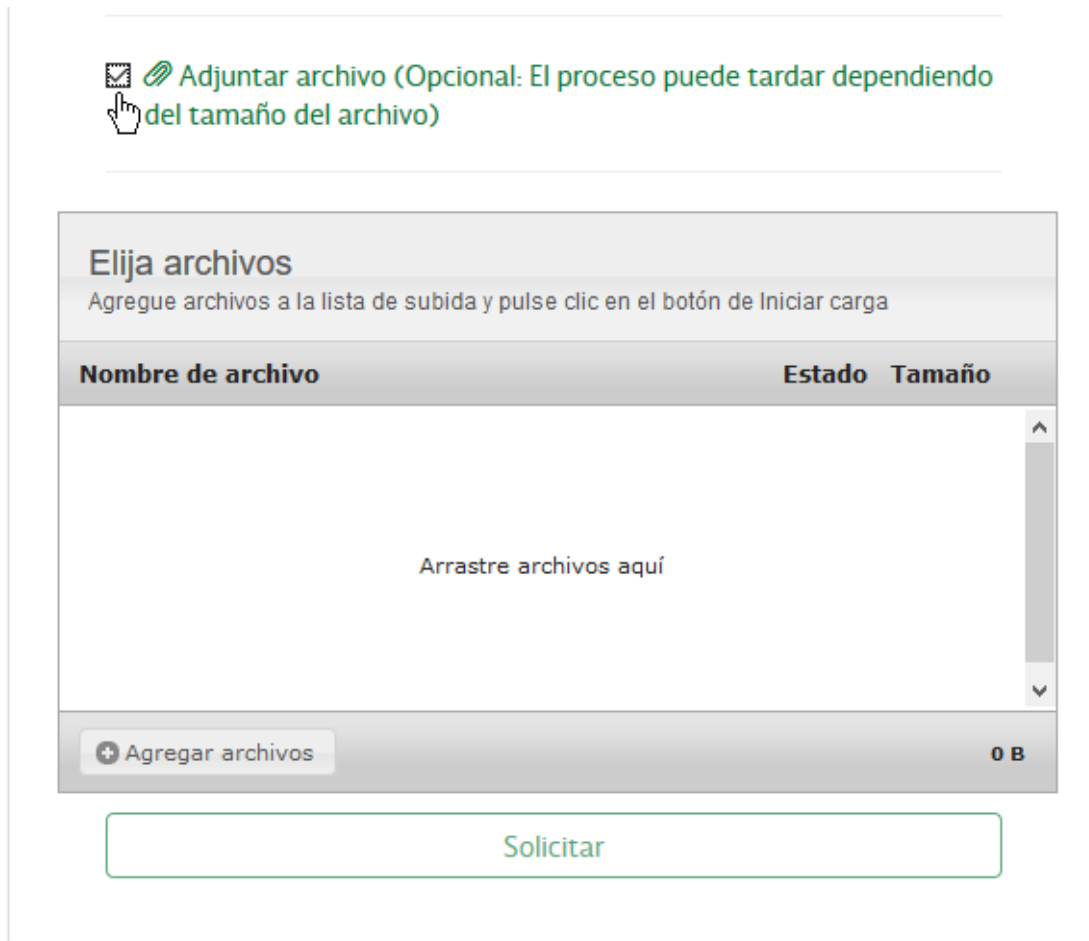 Adjuntar archivo (Opcional: El proceso puede tardar dependiendo
del tamaño del archivo)
Elija archivos
Agregue archivos a la lista de subida y pulse clic en el botón de Iniciar carga
Nombre de archivo Estado Tamaño
Arrastre archivos aquí
Agregar archivos 0 B
Solicitar